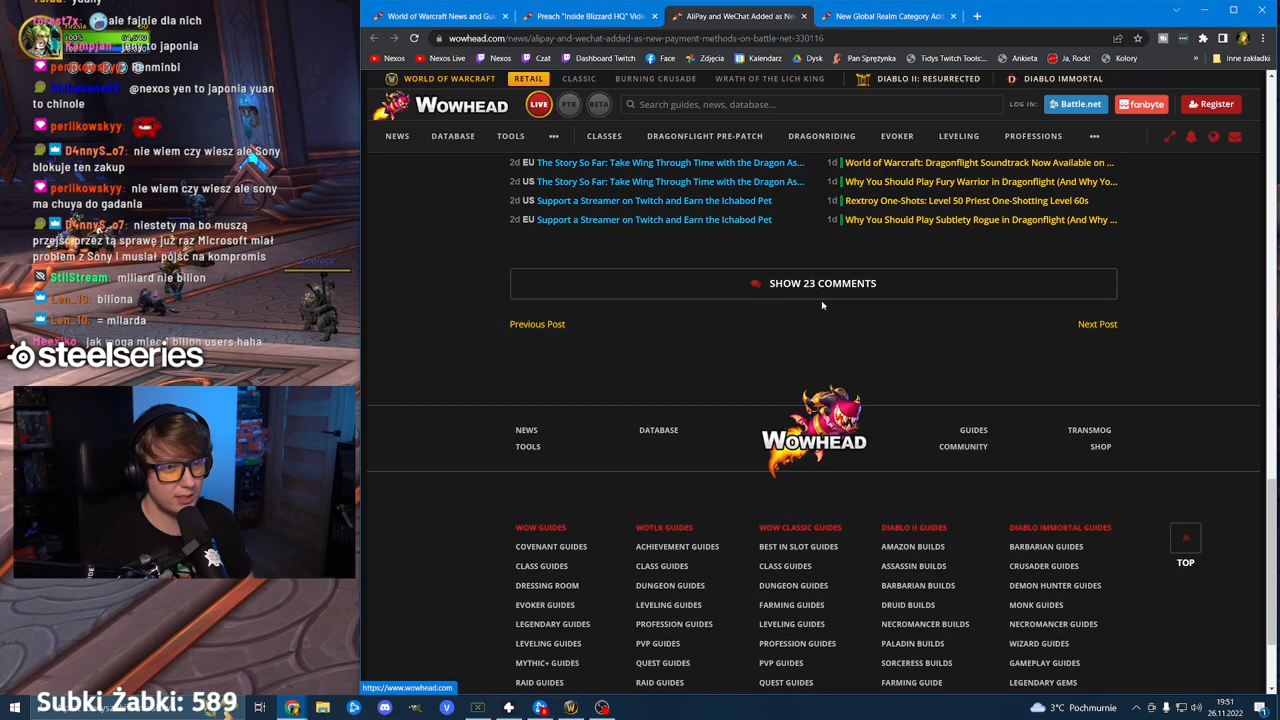 ale fajnie dla nich
100% 64,640
100%
Kampjan: jeny to japonia
Renminbi
@nexos yen to japonia yuan
to chinole
perlikowskyy:
D4nnyS_o7: nie wiem czy wiesz ale Sony
blokuje ten zakup
perlikowskyy: nie wiem czy wiesz ale sony
ma chuya do gadania
D4nnyS_o7: niestety ma bo muszą
przejść przez tą sprawę już raz Microsoft miał
problem z Sony i musiał pójść na kompromis
StilStream: miliard nie bilion
Len_10: biliona
Len_10: = milarda
jak mogą mieć 1 bilion users haha
steelseries
Subki Żabki: 589
World of Warcraft News and Gui
Preach "Inside Blizzard HQ" Vide
AliPay and WeChat Added as Ne
New Global Realm Category Add
wowhead.com/news/alipay-and-wechat-added-as-new-payment-methods-on-battle-net-330116
Nexos
Nexos Live
Nexos
Czat
Dashboard Twitch
Face
Zdjęcia
Kalendarz
Dysk
Pan Sprężynka
Tidys Twitch Tools:...
Ankieta
Ja, Rock!
Kolory
»
Inne zakładki
WORLD OF WARCRAFT
RETAIL
CLASSIC
BURNING CRUSADE
WRATH OF THE LICH KING
DIABLO II: RESURRECTED
DIABLO IMMORTAL
WOWHEAD
LIVE
PTR
BETA
Search guides, news, database...
LOG IN:
Battle.net
fanbyte
Register
NEWS
DATABASE
TOOLS
CLASSES
DRAGONFLIGHT PRE-PATCH
DRAGONRIDING
EVOKER
LEVELING
PROFESSIONS
2d EU The Story So Far: Take Wing Through Time with the Dragon As...
1d World of Warcraft: Dragonflight Soundtrack Now Available on ...
2d US The Story So Far: Take Wing Through Time with the Dragon As...
1d Why You Should Play Fury Warrior in Dragonflight (And Why Yo...
2d US Support a Streamer on Twitch and Earn the Ichabod Pet
1d Rextroy One-Shots: Level 50 Priest One-Shotting Level 60s
2d EU Support a Streamer on Twitch and Earn the Ichabod Pet
1d Why You Should Play Subtlety Rogue in Dragonflight (And Why ...
SHOW 23 COMMENTS
Previous Post
Next Post
NEWS
DATABASE
GUIDES
TRANSMOG
TOOLS
WOWHEAD
COMMUNITY
SHOP
WOW GUIDES
WOTLK GUIDES
WOW CLASSIC GUIDES
DIABLO II GUIDES
DIABLO IMMORTAL GUIDES
COVENANT GUIDES
ACHIEVEMENT GUIDES
BEST IN SLOT GUIDES
AMAZON BUILDS
BARBARIAN GUIDES
CLASS GUIDES
CLASS GUIDES
CLASS GUIDES
ASSASSIN BUILDS
CRUSADER GUIDES
TOP
DRESSING ROOM
DUNGEON GUIDES
DUNGEON GUIDES
BARBARIAN BUILDS
DEMON HUNTER GUIDES
EVOKER GUIDES
LEVELING GUIDES
FARMING GUIDES
DRUID BUILDS
MONK GUIDES
LEGENDARY GUIDES
PROFESSION GUIDES
LEVELING GUIDES
NECROMANCER BUILDS
NECROMANCER GUIDES
LEVELING GUIDES
PVP GUIDES
PROFESSION GUIDES
PALADIN BUILDS
WIZARD GUIDES
MYTHIC+ GUIDES
QUEST GUIDES
PVP GUIDES
SORCERESS BUILDS
GAMEPLAY GUIDES
RAID GUIDES
RAID GUIDES
QUEST GUIDES
FARMING GUIDE
LEGENDARY GEMS
https://www.wowhead.com
3°C Pochmurnie
19:51
26.11.2022